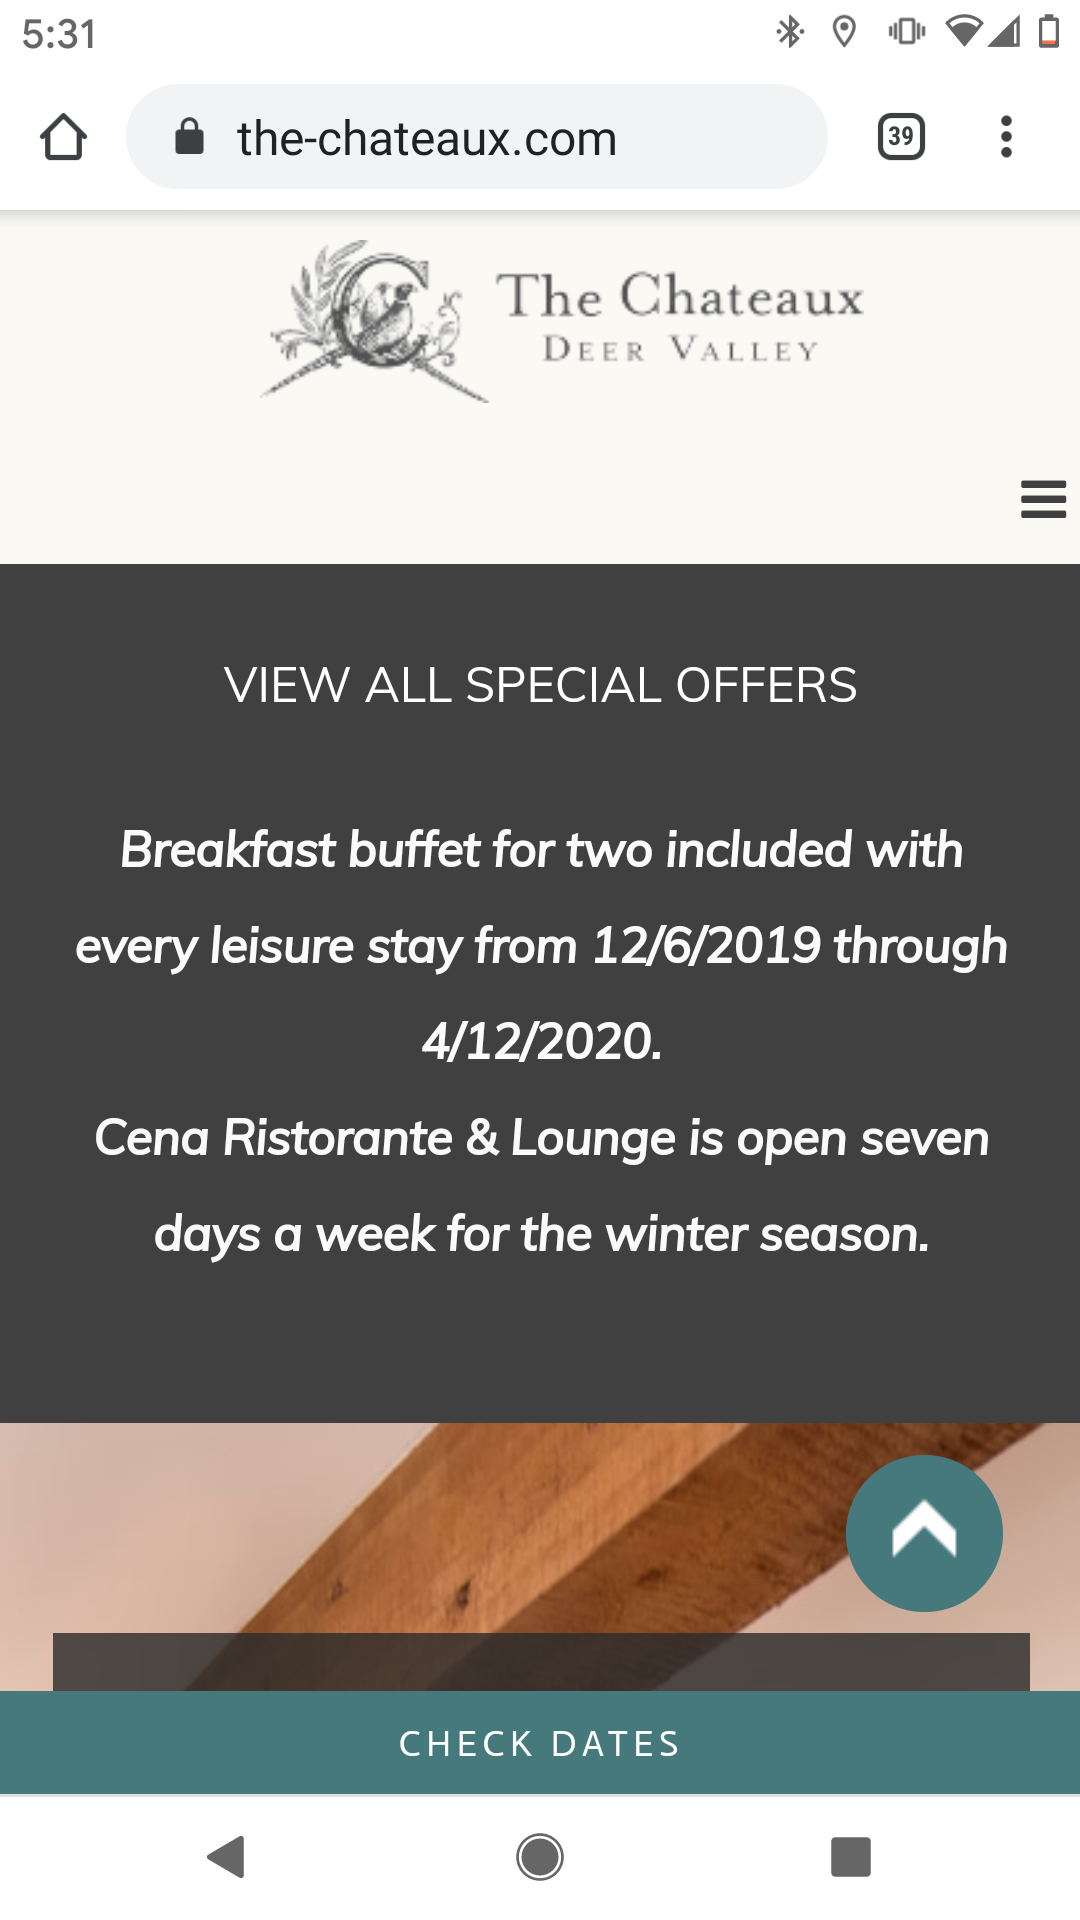 5:31
the-chateaux.com
39
C
The Chateaux
DEER VALLEY
VIEW ALL SPECIAL OFFERS
Breakfast buffet for two included with
every leisure stay from 12/6/2019 through
4/12/2020.
Cena Ristorante & Lounge is open seven
days a week for the winter season.
CHECK DATES